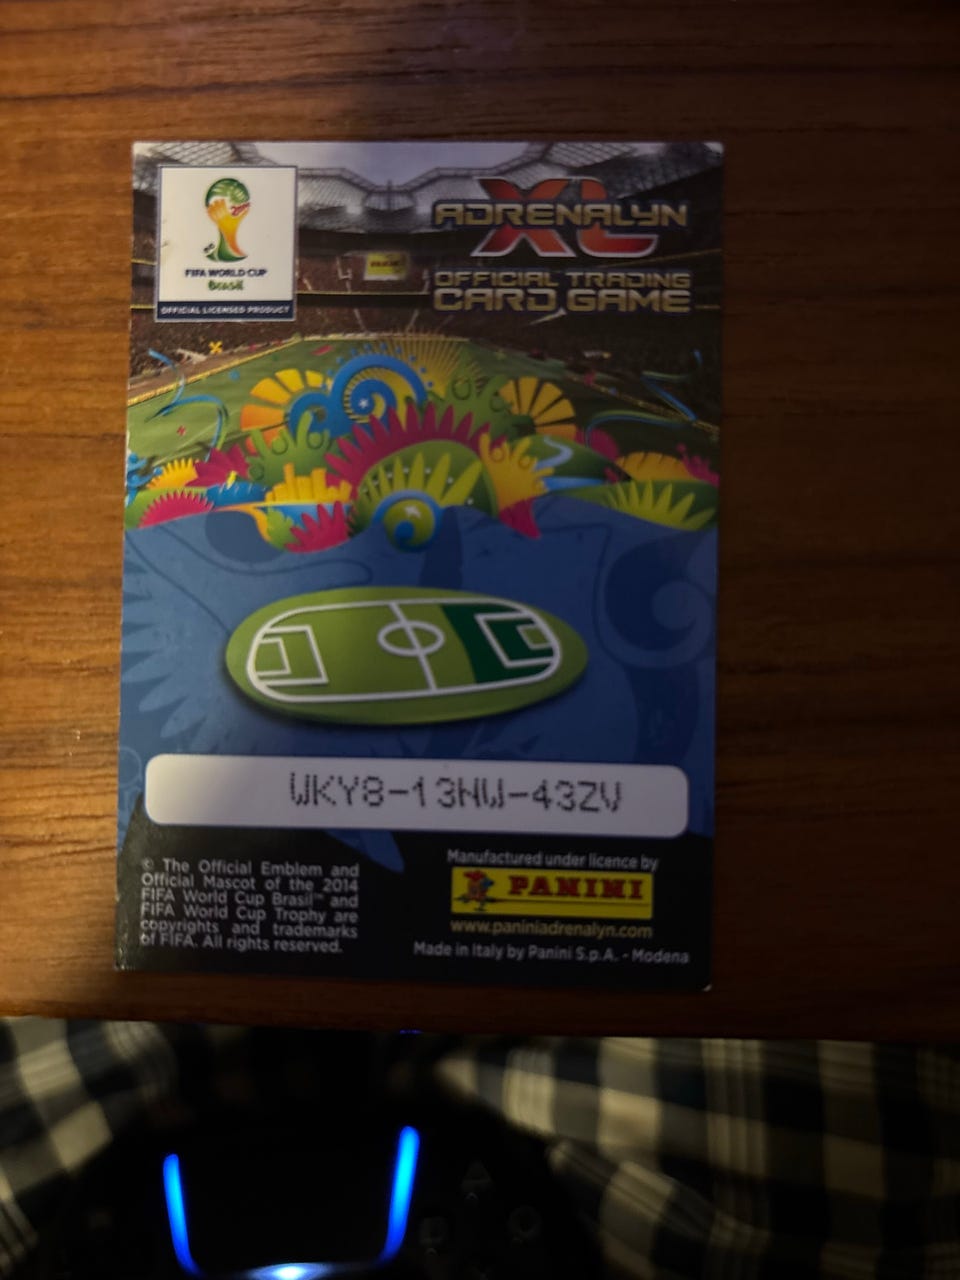 ADRENALYN
XL
OFFICIAL TRADING
CARD GAME
FIFA WORLD CUP
Brasil
OFFICIAL LICENSED PRODUCT
PANINI
WKY8-13NW-43ZV
© The Official Emblem and
Official Mascot of the 2014
FIFA World Cup Brasil™ and
FIFA World Cup Trophy are
copyrights and trademarks
of FIFA. All rights reserved.
Manufactured under licence by
PANINI
www.paniniadrenalyn.com
Made in Italy by Panini S.p.A. - Modena